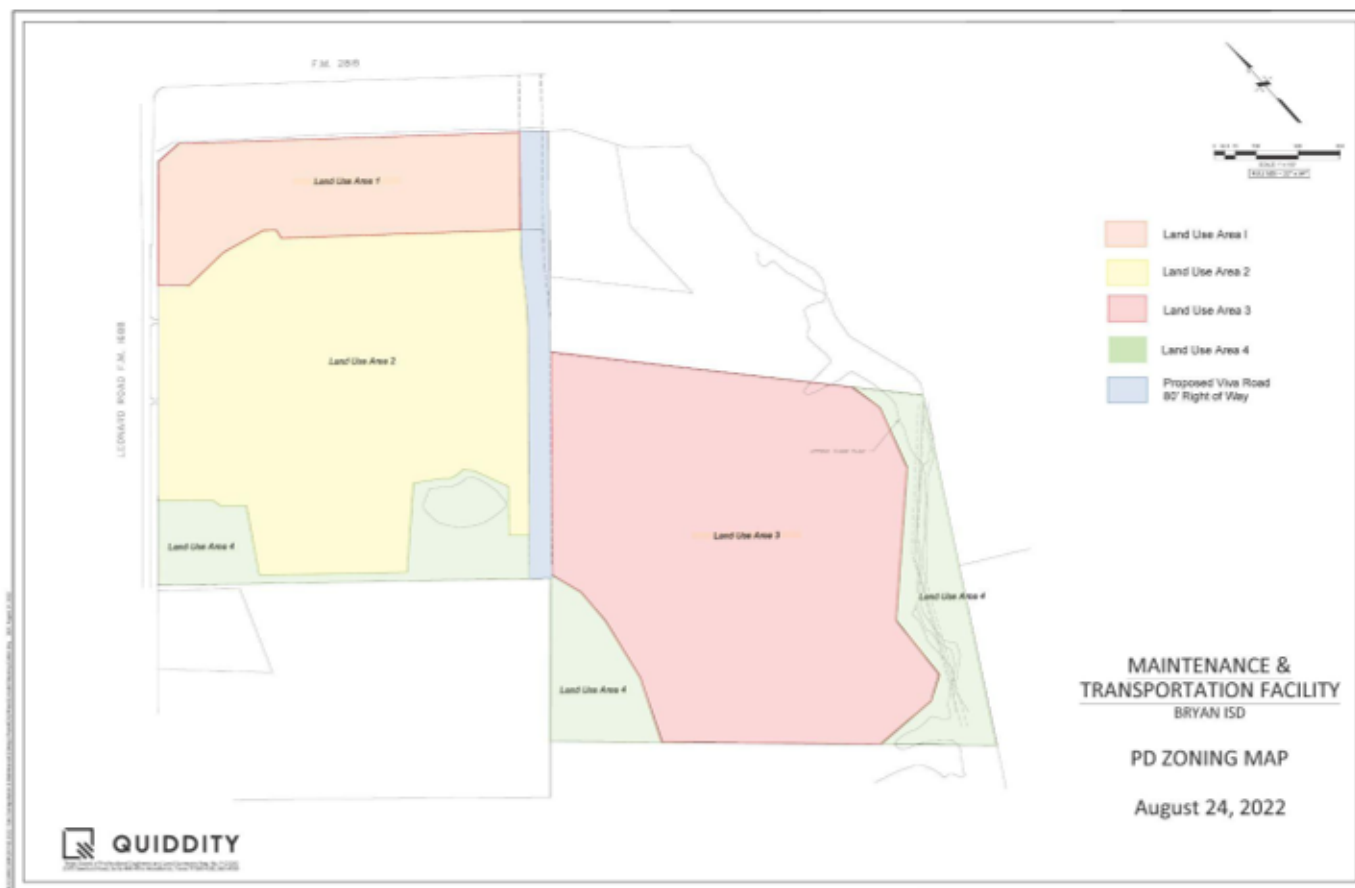 F.M. 2818
Land Use Area 1
Land Use Area I
Land Use Area 2
Land Use Area 3
Land Use Area 4
Proposed Viva Road
80' Right of Way
LEONARD ROAD F.M. 1688
Land Use Area 2
Land Use Area 3
Land Use Area 4
Land Use Area 4
Land Use Area 4
MAINTENANCE &
TRANSPORTATION FACILITY
BRYAN ISD
PD ZONING MAP
August 24, 2022
QUIDDITY